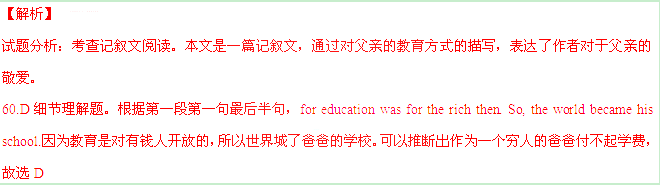 【解析】
试题分析：考查记叙文阅读。本文是一篇记叙文，通过对父亲的教育方式的描写，表达了作者对于父亲的
敬爱。
60.D 细节理解题。根据第一段第一句最后半句，for education was for the rich then. So, the world became his
school.因为教育是对有钱人开放的，所以世界城了爸爸的学校。可以推断出作为一个穷人的爸爸付不起学费，
故选 D